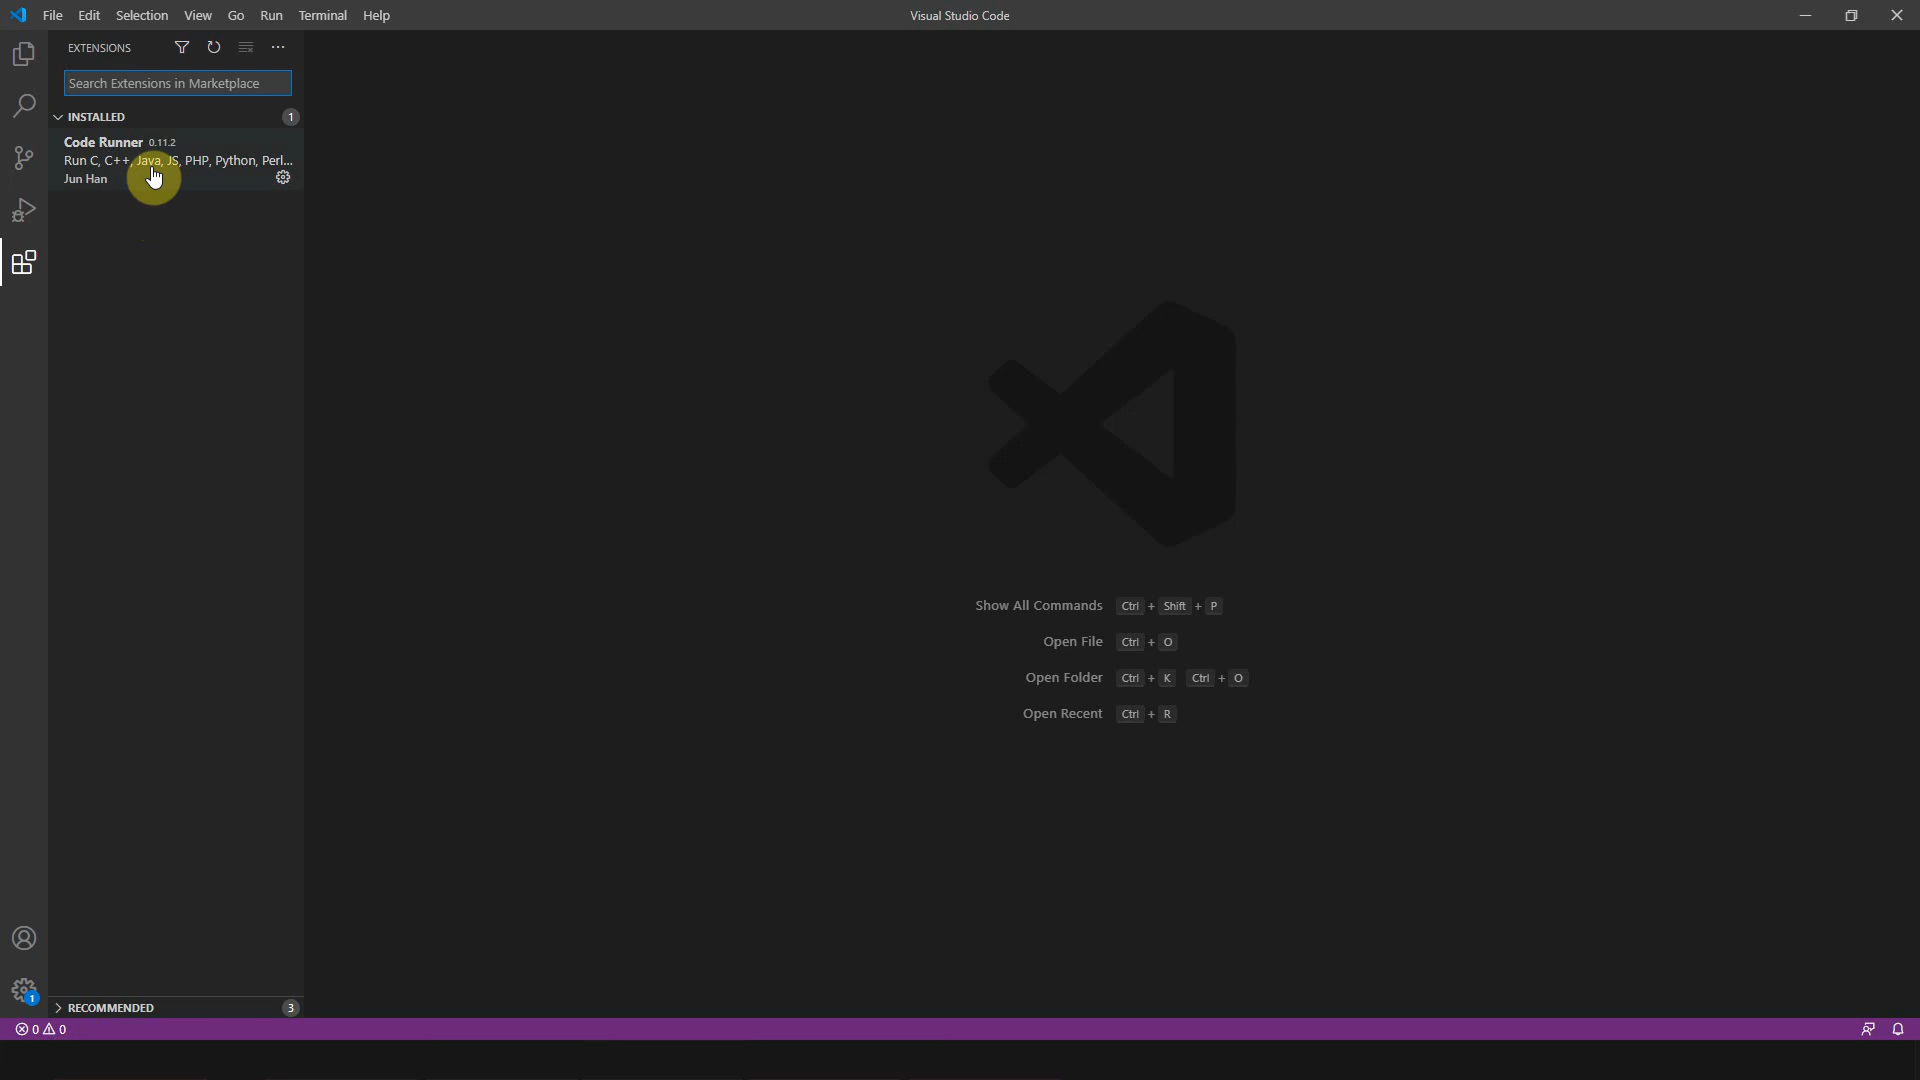 File Edit Selection View Go Run Terminal Help
Visual Studio Code
EXTENSIONS
Search Extensions in Marketplace
INSTALLED 1
Code Runner 0.11.2
Run C, C++, Java, JS, PHP, Python, Perl...
Jun Han
Show All Commands Ctrl + Shift + P
Open File Ctrl + O
Open Folder Ctrl + K Ctrl + O
Open Recent Ctrl + R
1
RECOMMENDED 3
0 0